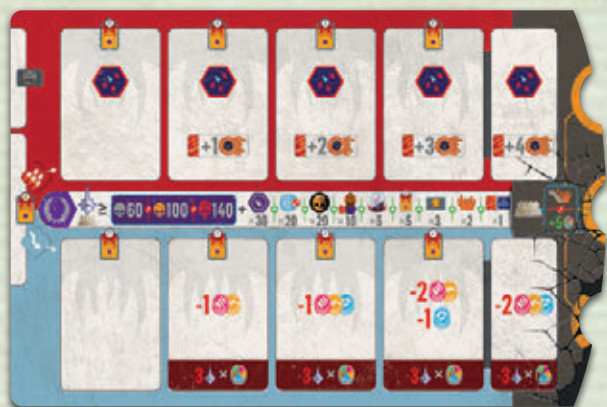 +1 +2 +3 +4
≥ 60 100 140 + ×30 ×20 ×20 ×10 ×5 ×5 ×3 ×2 ×1
-1 -1 -2 -2
-1
-3 × -3 × -3 × -3 ×